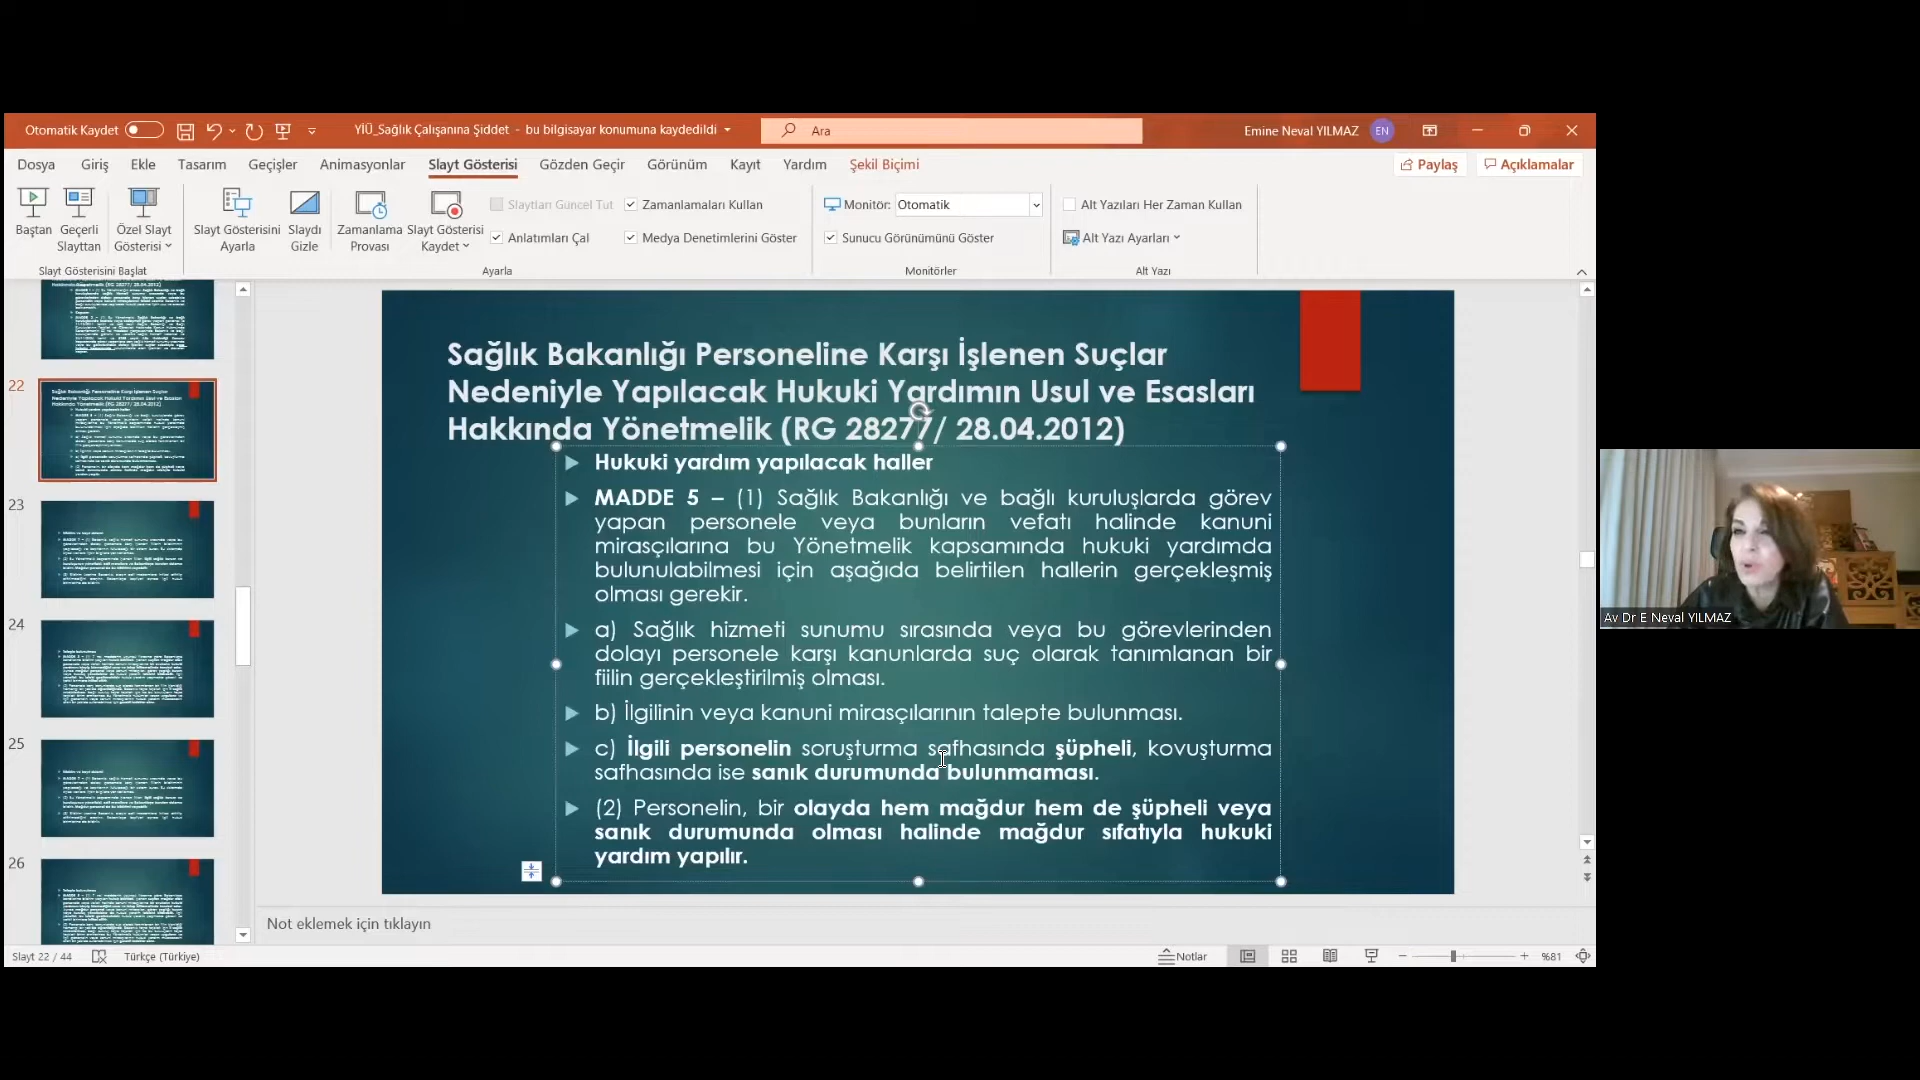 Otomatik Kaydet
YİÜ_Sağlık Çalışanına Şiddet - bu bilgisayar konumuna kaydedildi
Ara
Emine Neval YILMAZ EN
Dosya Giriş Ekle Tasarım Geçişler Animasyonlar Slayt Gösterisi Gözden Geçir Görünüm Kayıt Yardım Şekil Biçimi
Paylaş Açıklamalar
Baştan
Geçerli
Slayttan
Özel Slayt
Gösterisi
Slayt Gösterisini Başlat
Slayt Gösterisini
Ayarla
Slaydı
Gizle
Zamanlama
Provası
Slayt Gösterisi
Kaydet
Slaytları Güncel Tut
Anlatımları Çal
Zamanlamaları Kullan
Medya Denetimlerini Göster
Ayarla
Monitör: Otomatik
Sunucu Görünümünü Göster
Monitörler
Alt Yazıları Her Zaman Kullan
Alt Yazı Ayarları
Alt Yazı
22
23
24
25
26
Sağlık Bakanlığı Personeline Karşı İşlenen Suçlar
Nedeniyle Yapılacak Hukuki Yardımın Usul ve Esasları
Hakkında Yönetmelik (RG 28277/ 28.04.2012)
Hukuki yardım yapılacak haller
MADDE 5 – (1) Sağlık Bakanlığı ve bağlı kuruluşlarda görev
yapan personele veya bunların vefatı halinde kanuni
mirasçılarına bu Yönetmelik kapsamında hukuki yardımda
bulunulabilmesi için aşağıda belirtilen hallerin gerçekleşmiş
olması gerekir.
a) Sağlık hizmeti sunumu sırasında veya bu görevlerinden
dolayı personele karşı kanunlarda suç olarak tanımlanan bir
fiilin gerçekleştirilmiş olması.
b) İlgilinin veya kanuni mirasçılarının talepte bulunması.
c) İlgili personelin soruşturma safhasında şüpheli, kovuşturma
safhasında ise sanık durumunda bulunmaması.
(2) Personelin, bir olayda hem mağdur hem de şüpheli veya
sanık durumunda olması halinde mağdur sıfatıyla hukuki
yardım yapılır.
Av Dr E Neval YILMAZ
Not eklemek için tıklayın
Slayt 22 / 44 Türkçe (Türkiye)
Notlar
%81